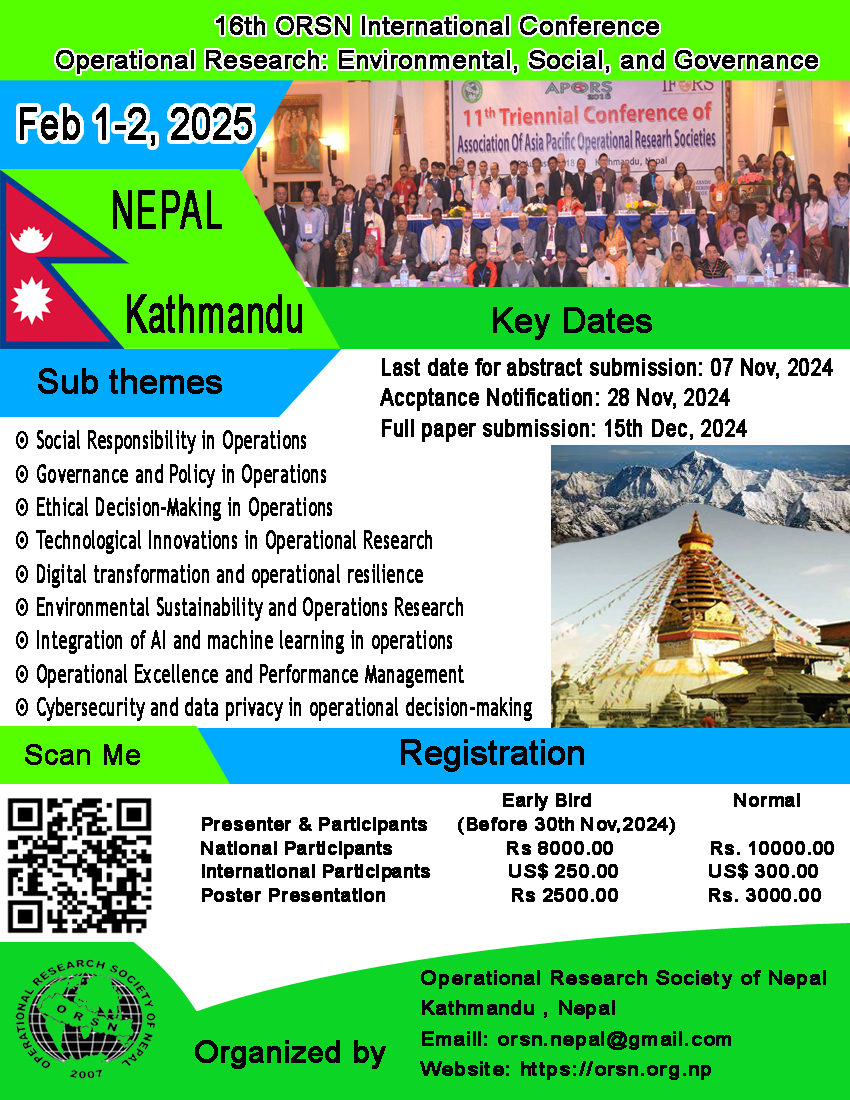 16th ORSN International Conference
Operational Research: Environmental, Social, and Governance
Feb 1-2, 2025
APORS
2018
IFORS
11th Triennial Conference of
Association Of Asia Pacific Operational Researh Societies
Kathmandu, Nepal
NEPAL
Kathmandu
Key Dates
Last date for abstract submission: 07 Nov, 2024
Accptance Notification: 28 Nov, 2024
Full paper submission: 15th Dec, 2024
Sub themes
Social Responsibility in Operations
Governance and Policy in Operations
Ethical Decision-Making in Operations
Technological Innovations in Operational Research
Digital transformation and operational resilience
Environmental Sustainability and Operations Research
Integration of AI and machine learning in operations
Operational Excellence and Performance Management
Cybersecurity and data privacy in operational decision-making
Scan Me
Registration
Early Bird Normal
Presenter & Participants (Before 30th Nov,2024)
National Participants Rs 8000.00 Rs. 10000.00
International Participants US$ 250.00 US$ 300.00
Poster Presentation Rs 2500.00 Rs. 3000.00
OPERATIONAL RESEARCH SOCIETY OF NEPAL
ORSN
2007
Organized by
Operational Research Society of Nepal
Kathmandu , Nepal
Emaill: orsn.nepal@gmail.com
Website: https://orsn.org.np